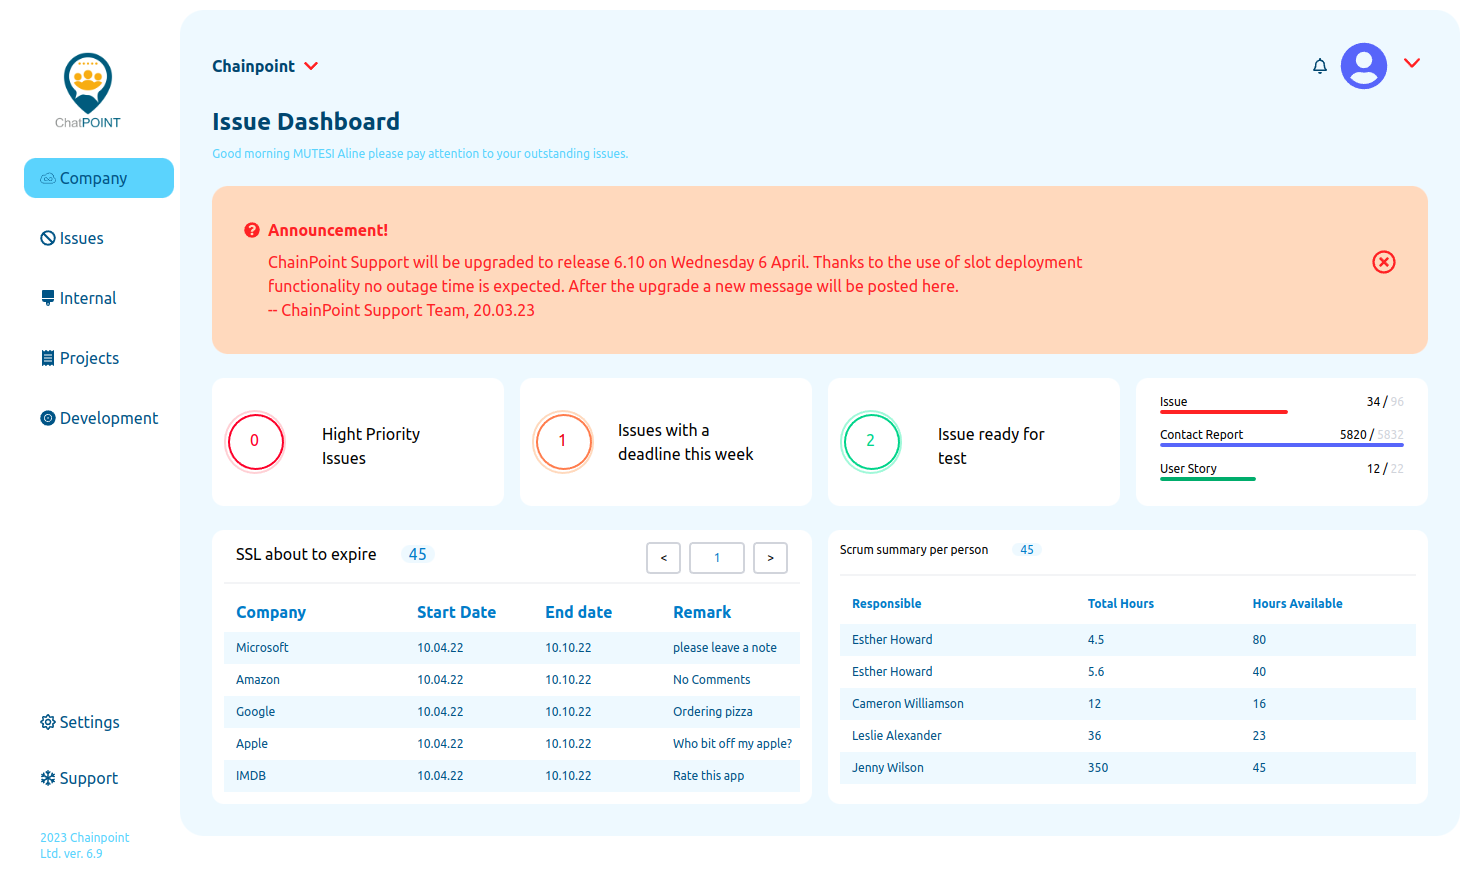 ChatPOINT
Company
Issues
Internal
Projects
Development
Settings
Support
2023 Chainpoint
Ltd. ver. 6.9
Chainpoint
Issue Dashboard
Good morning MUTESI Aline please pay attention to your outstanding issues.
Announcement!
ChainPoint Support will be upgraded to release 6.10 on Wednesday 6 April. Thanks to the use of slot deployment
functionality no outage time is expected. After the upgrade a new message will be posted here.
-- ChainPoint Support Team, 20.03.23
0
Hight Priority
Issues
1
Issues with a
deadline this week
2
Issue ready for
test
Issue 34 / 96
Contact Report 5820 / 5832
User Story 12 / 22
SSL about to expire 45 < 1 >
Company Start Date End date Remark
Microsoft 10.04.22 10.10.22 please leave a note
Amazon 10.04.22 10.10.22 No Comments
Google 10.04.22 10.10.22 Ordering pizza
Apple 10.04.22 10.10.22 Who bit off my apple?
IMDB 10.04.22 10.10.22 Rate this app
Scrum summary per person 45
Responsible Total Hours Hours Available
Esther Howard 4.5 80
Esther Howard 5.6 40
Cameron Williamson 12 16
Leslie Alexander 36 23
Jenny Wilson 350 45